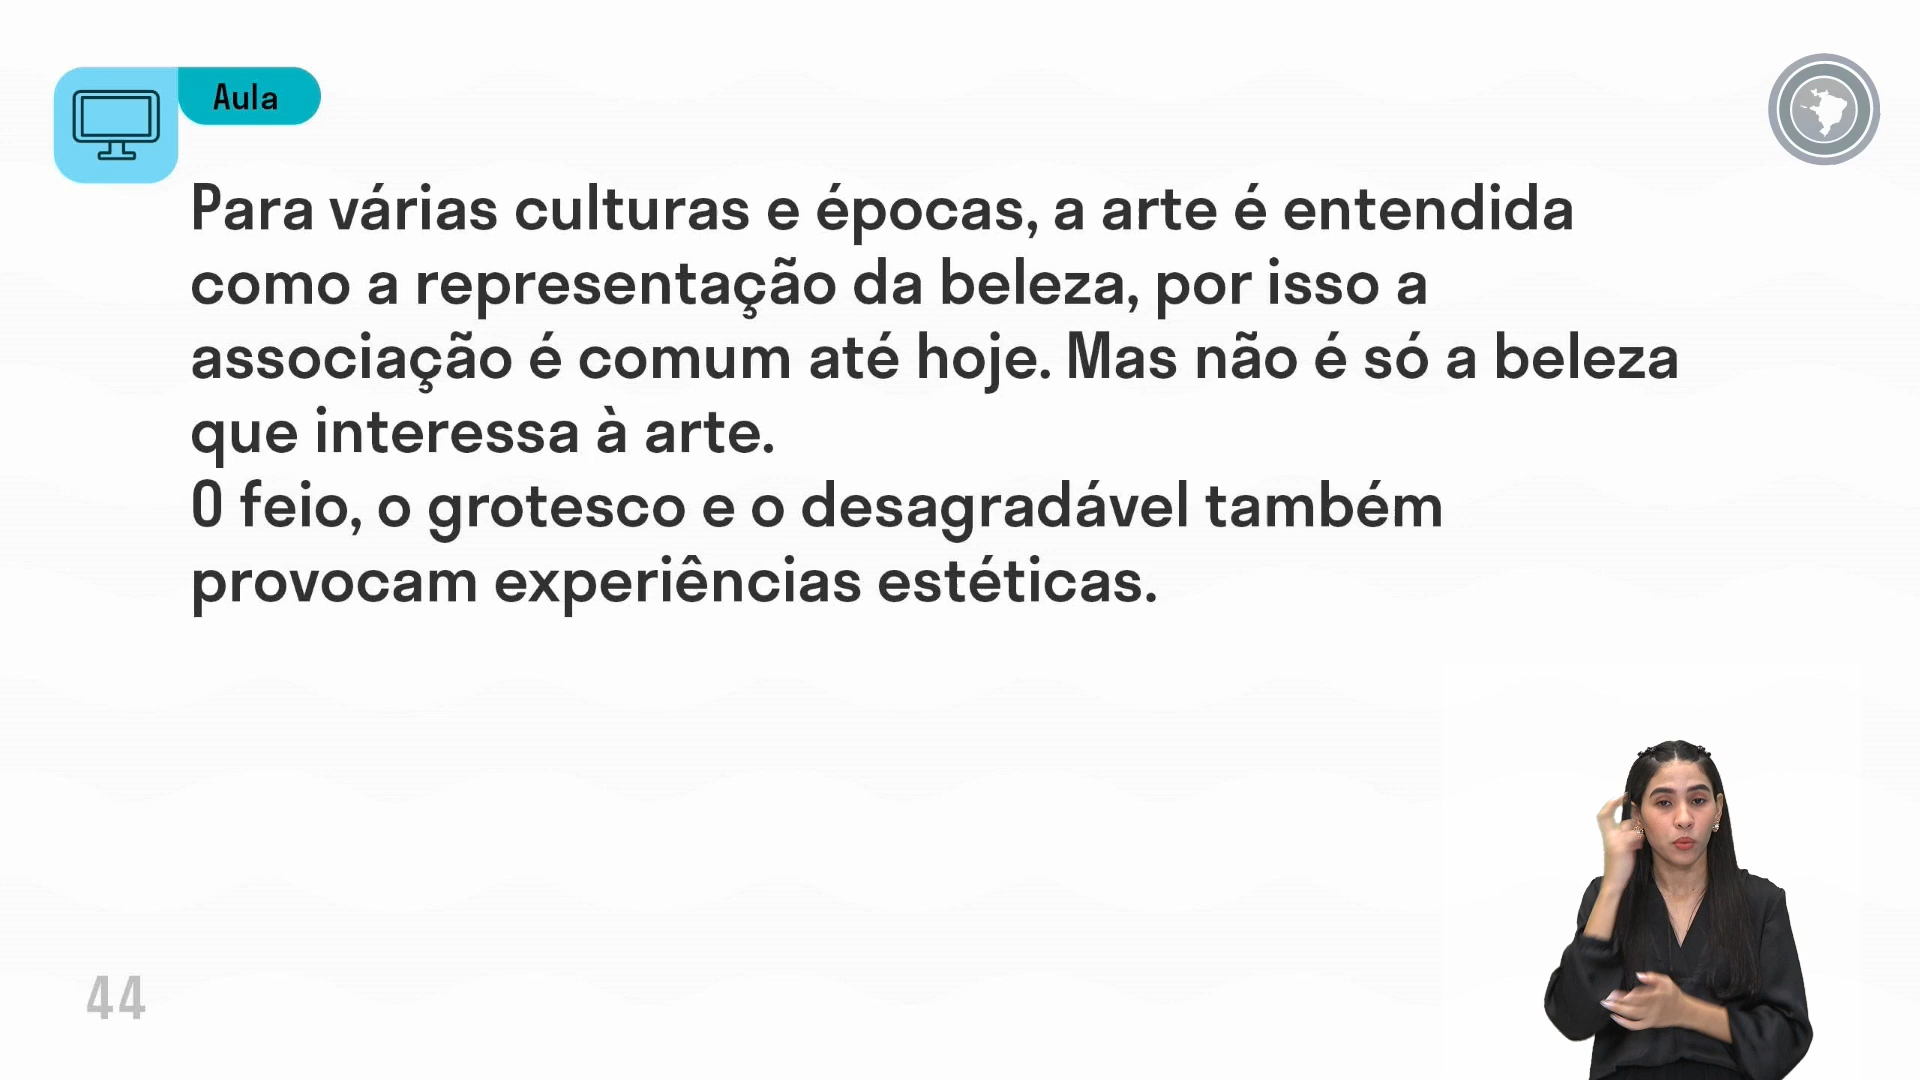 Aula
Para várias culturas e épocas, a arte é entendida
como a representação da beleza, por isso a
associação é comum até hoje. Mas não é só a beleza
que interessa à arte.
O feio, o grotesco e o desagradável também
provocam experiências estéticas.
44